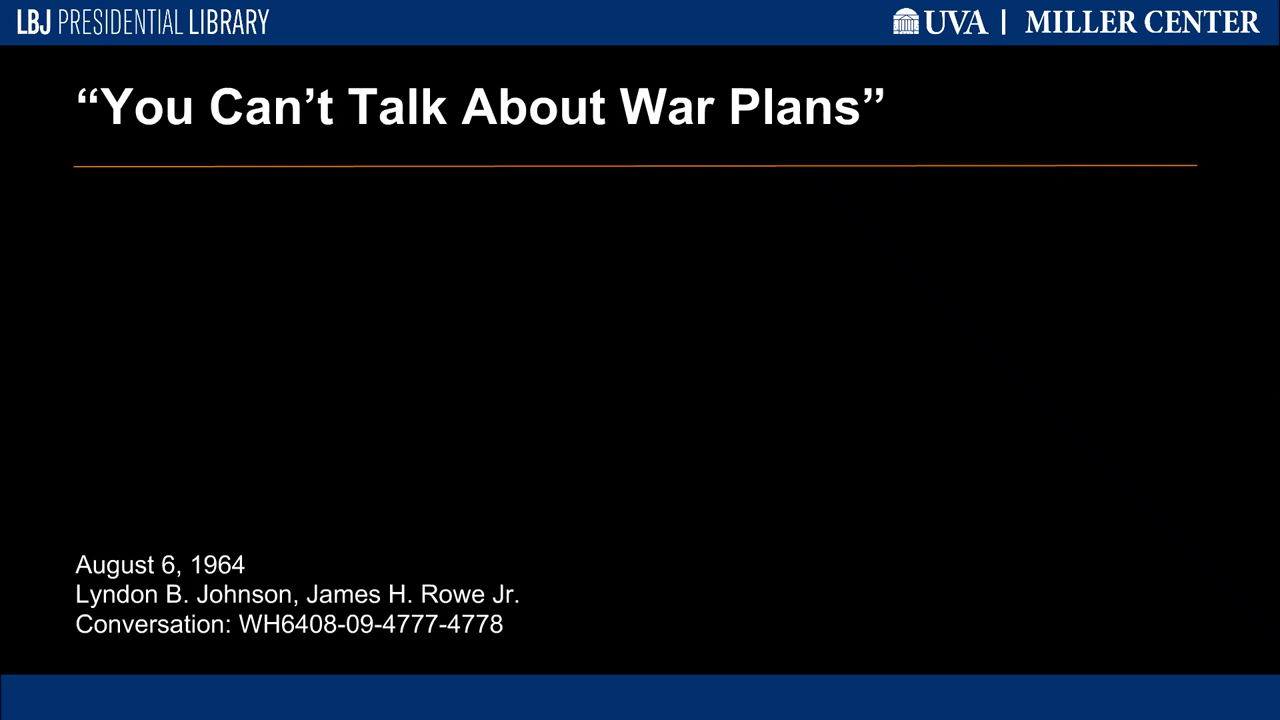 LBJ PRESIDENTIAL LIBRARY
UVA | MILLER CENTER
“You Can’t Talk About War Plans”
August 6, 1964
Lyndon B. Johnson, James H. Rowe Jr.
Conversation: WH6408-09-4777-4778